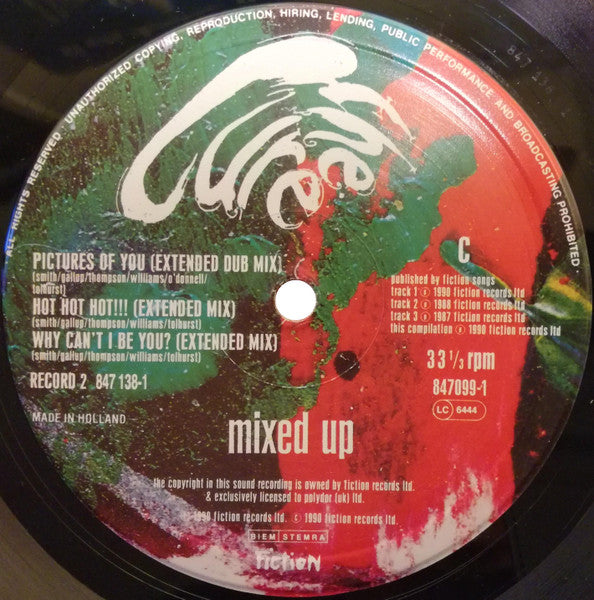 ALL RIGHTS RESERVED · UNAUTHORIZED COPYING, REPRODUCTION, HIRING, LENDING, PUBLIC PERFORMANCE AND BROADCASTING PROHIBITED ·
847 138
The Cure
PICTURES OF YOU (EXTENDED DUB MIX)
(smith/gallup/thompson/williams/o'donnell/
tolhurst)
HOT HOT HOT!!! (EXTENDED MIX)
(smith/gallup/thompson/williams/tolhurst)
WHY CAN'T I BE YOU? (EXTENDED MIX)
(smith/gallup/thompson/williams/tolhurst)
RECORD 2 847 138-1
MADE IN HOLLAND
C
published by fiction songs
track 1 ℗ 1990 fiction records ltd
track 2 ℗ 1988 fiction records ltd
track 3 ℗ 1987 fiction records ltd
this compilation ℗ 1990 fiction records ltd
33 1/3 rpm
847099-1
LC 6444
mixed up
the copyright in this sound recording is owned by fiction records ltd.
& exclusively licensed to polydor (uk) ltd.
℗ 1990 fiction records ltd. © 1990 fiction records ltd.
BIEM STEMRA
fiction